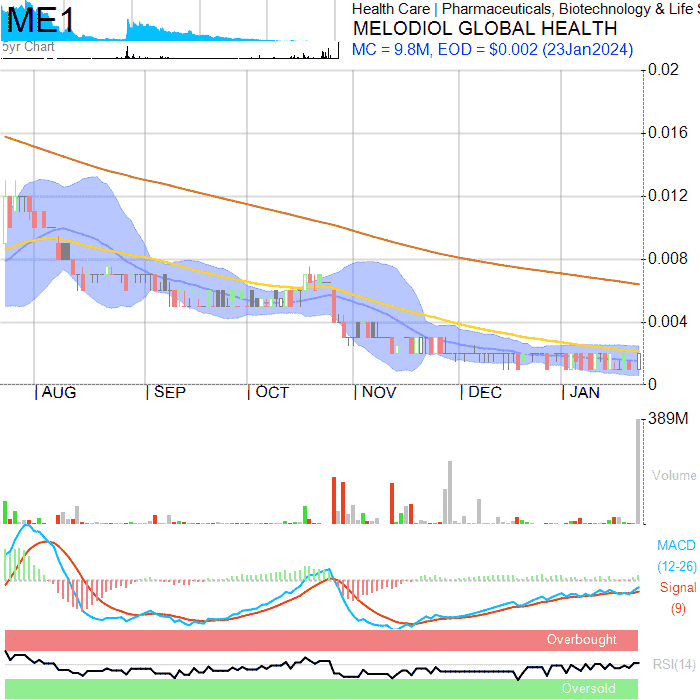 ME1
5yr Chart
Health Care | Pharmaceuticals, Biotechnology & Life S
MELODIOL GLOBAL HEALTH
MC = 9.8M, EOD = $0.002 (23Jan2024)
0.02
0.016
0.012
0.008
0.004
0
|AUG |SEP |OCT |NOV |DEC |JAN
389M
Volume
MACD
(12-26)
Signal
(9)
Overbought
RSI(14)
Oversold